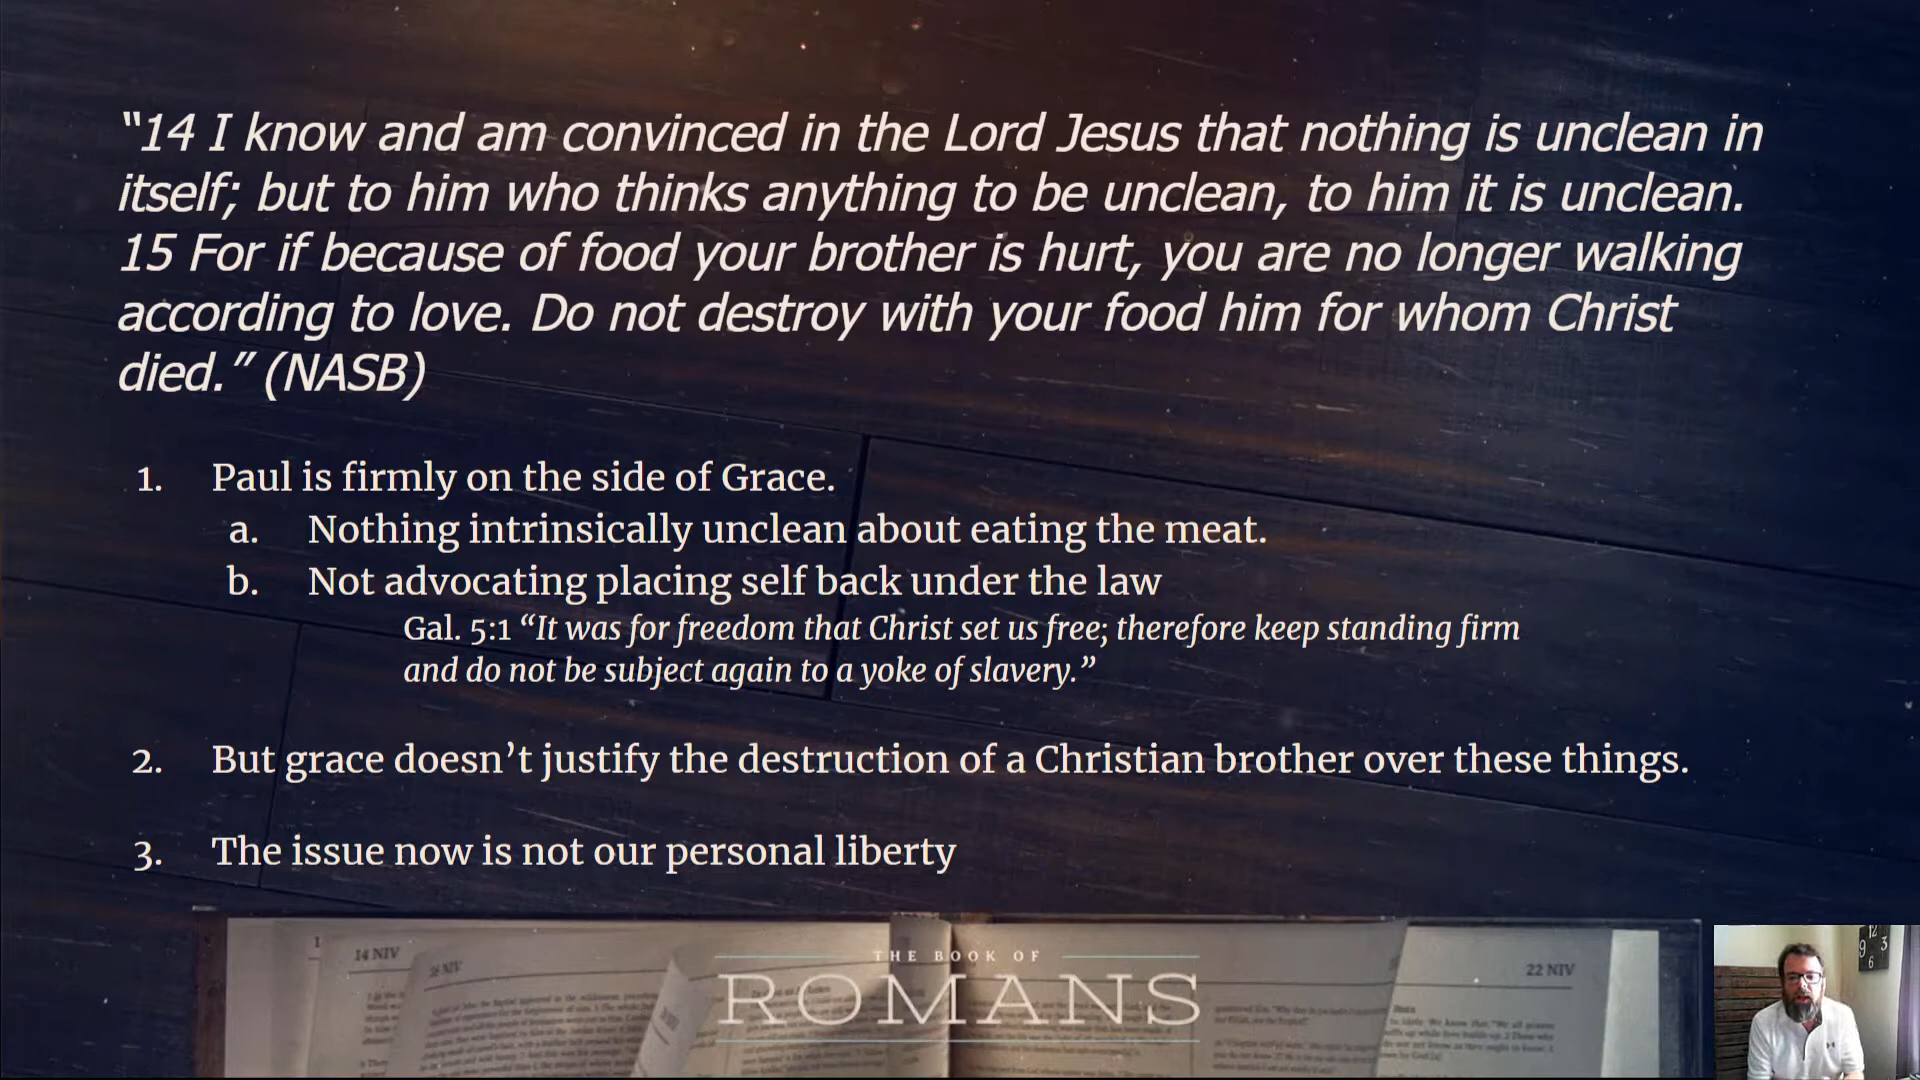 “14 I know and am convinced in the Lord Jesus that nothing is unclean in
itself; but to him who thinks anything to be unclean, to him it is unclean.
15 For if because of food your brother is hurt, you are no longer walking
according to love. Do not destroy with your food him for whom Christ
died.” (NASB)
1. Paul is firmly on the side of Grace.
a. Nothing intrinsically unclean about eating the meat.
b. Not advocating placing self back under the law
Gal. 5:1 “It was for freedom that Christ set us free; therefore keep standing firm
and do not be subject again to a yoke of slavery.”
2. But grace doesn’t justify the destruction of a Christian brother over these things.
3. The issue now is not our personal liberty
14 NIV
22 NIV
THE BOOK OF
ROMANS
12
9 3
6